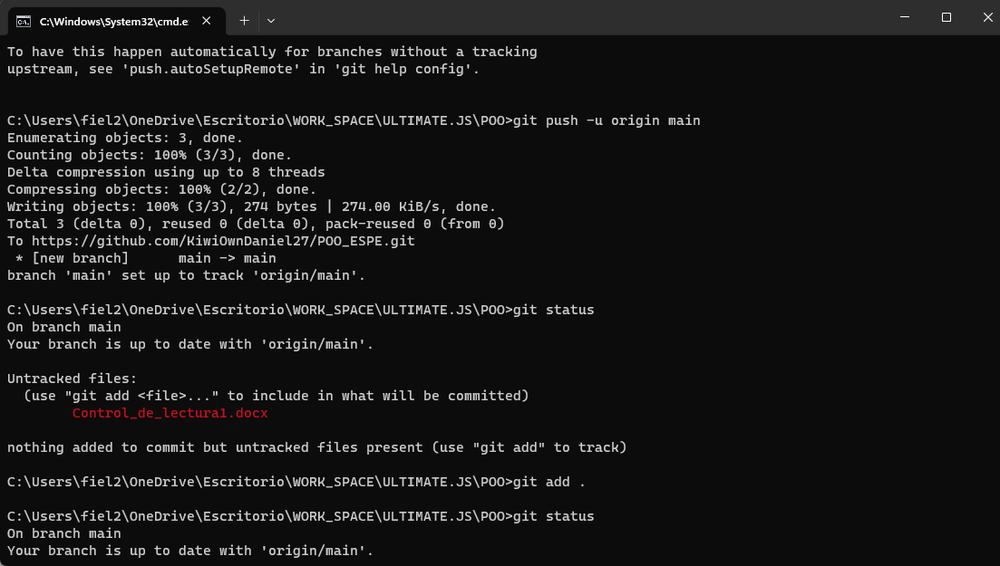 C:\Windows\System32\cmd.e
To have this happen automatically for branches without a tracking
upstream, see 'push.autoSetupRemote' in 'git help config'.
C:\Users\fiel2\OneDrive\Escritorio\WORK_SPACE\ULTIMATE.JS\POO>git push -u origin main
Enumerating objects: 3, done.
Counting objects: 100% (3/3), done.
Delta compression using up to 8 threads
Compressing objects: 100% (2/2), done.
Writing objects: 100% (3/3), 274 bytes | 274.00 KiB/s, done.
Total 3 (delta 0), reused 0 (delta 0), pack-reused 0 (from 0)
To https://github.com/KiwiOwnDaniel27/POO_ESPE.git
 * [new branch]      main -> main
branch 'main' set up to track 'origin/main'.
C:\Users\fiel2\OneDrive\Escritorio\WORK_SPACE\ULTIMATE.JS\POO>git status
On branch main
Your branch is up to date with 'origin/main'.
Untracked files:
  (use "git add <file>..." to include in what will be committed)
        Control_de_lectura1.docx
nothing added to commit but untracked files present (use "git add" to track)
C:\Users\fiel2\OneDrive\Escritorio\WORK_SPACE\ULTIMATE.JS\POO>git add .
C:\Users\fiel2\OneDrive\Escritorio\WORK_SPACE\ULTIMATE.JS\POO>git status
On branch main
Your branch is up to date with 'origin/main'.